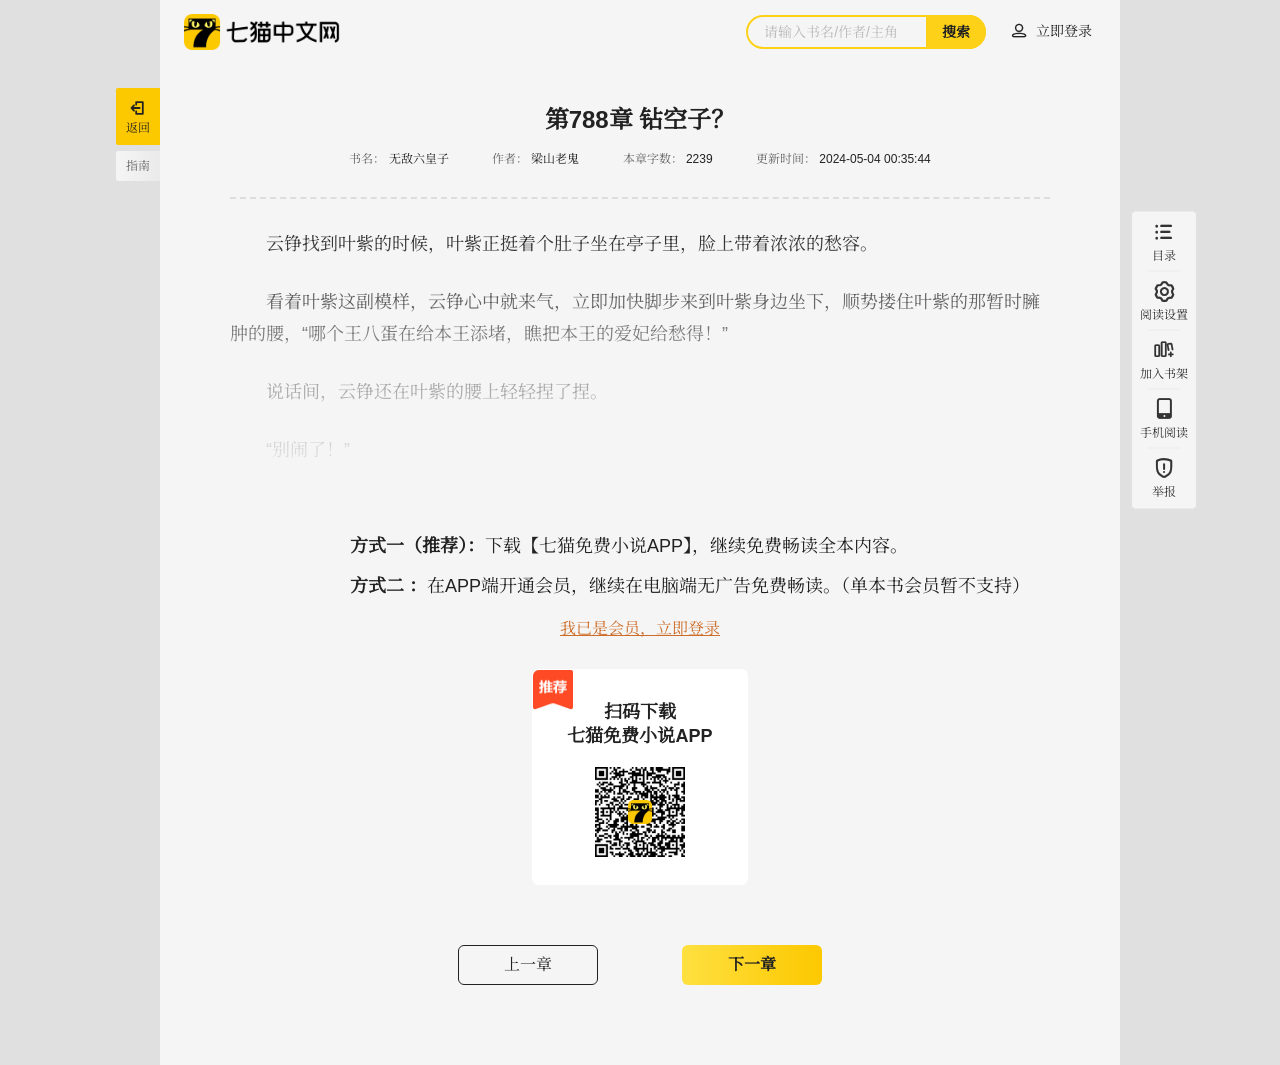 七猫中文网
请输入书名/作者/主角
搜索
立即登录
返回
指南
第788章 钻空子？
书名： 无敌六皇子 作者： 梁山老鬼 本章字数： 2239 更新时间： 2024-05-04 00:35:44
云铮找到叶紫的时候，叶紫正挺着个肚子坐在亭子里，脸上带着浓浓的愁容。
看着叶紫这副模样，云铮心中就来气，立即加快脚步来到叶紫身边坐下，顺势搂住叶紫的那暂时臃
肿的腰，“哪个王八蛋在给本王添堵，瞧把本王的爱妃给愁得！”
说话间，云铮还在叶紫的腰上轻轻捏了捏。
“别闹了！”
目录
阅读设置
加入书架
手机阅读
举报
方式一（推荐）： 下载【七猫免费小说APP】，继续免费畅读全本内容。
方式二 ： 在APP端开通会员，继续在电脑端无广告免费畅读。（单本书会员暂不支持）
我已是会员，立即登录
推荐
扫码下载
七猫免费小说APP
上一章
下一章